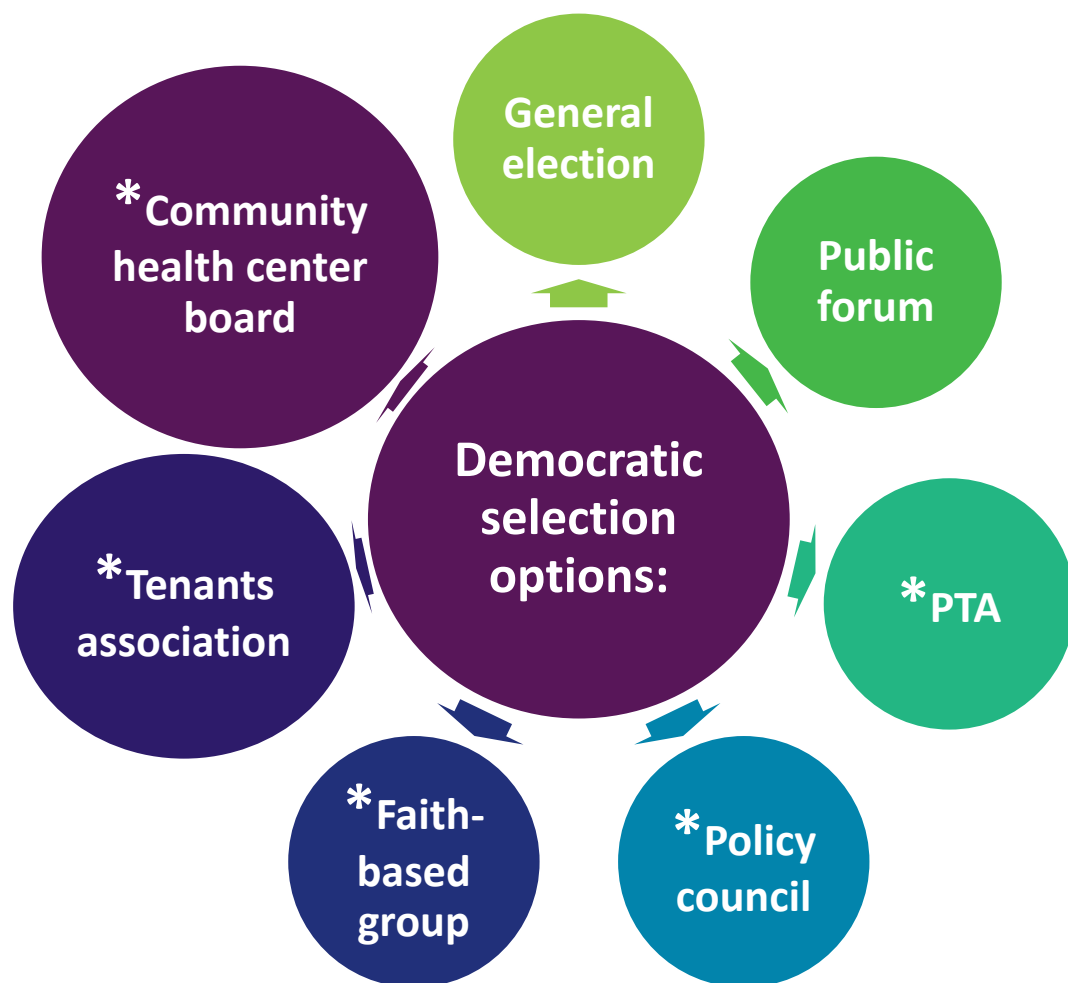 Democratic
selection
options:
General
election
Public
forum
*PTA
*Policy
council
*Faith-
based
group
*Tenants
association
*Community
health center
board